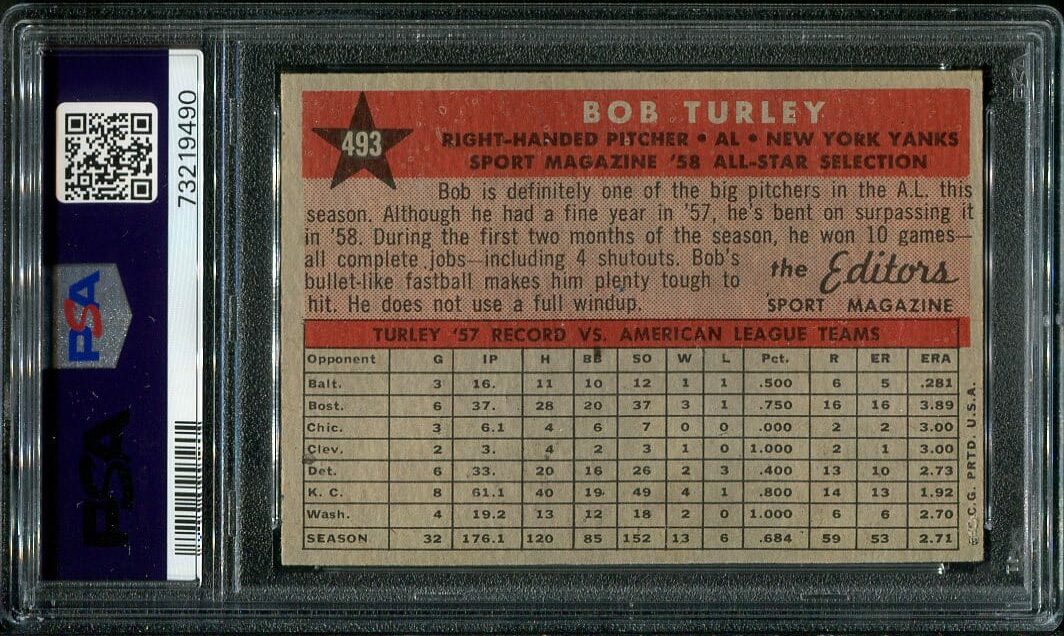 493
BOB TURLEY
RIGHT-HANDED PITCHER • AL • NEW YORK YANKS
SPORT MAGAZINE '58 ALL-STAR SELECTION
Bob is definitely one of the big pitchers in the A.L. this
season. Although he had a fine year in '57, he's bent on surpassing it
in '58. During the first two months of the season, he won 10 games—
all complete jobs—including 4 shutouts. Bob's
bullet-like fastball makes him plenty tough to
hit. He does not use a full windup.
the Editors
SPORT MAGAZINE
TURLEY '57 RECORD VS. AMERICAN LEAGUE TEAMS
Opponent G IP H BB SO W L Pct. R ER ERA
Balt. 3 16. 11 10 12 1 1 .500 6 5 .281
Bost. 6 37. 28 20 37 3 1 .750 16 16 3.89
Chic. 3 6.1 4 6 7 0 0 .000 2 2 3.00
Clev. 2 3. 4 2 3 1 0 1.000 2 1 3.00
Det. 6 33. 20 16 26 2 3 .400 13 10 2.73
K. C. 8 61.1 40 19 49 4 1 .800 14 13 1.92
Wash. 4 19.2 13 12 18 2 0 1.000 6 6 2.70
SEASON 32 176.1 120 85 152 13 6 .684 59 53 2.71
T.C.G. PRTD. U.S.A.
73219490
PSA
PSA